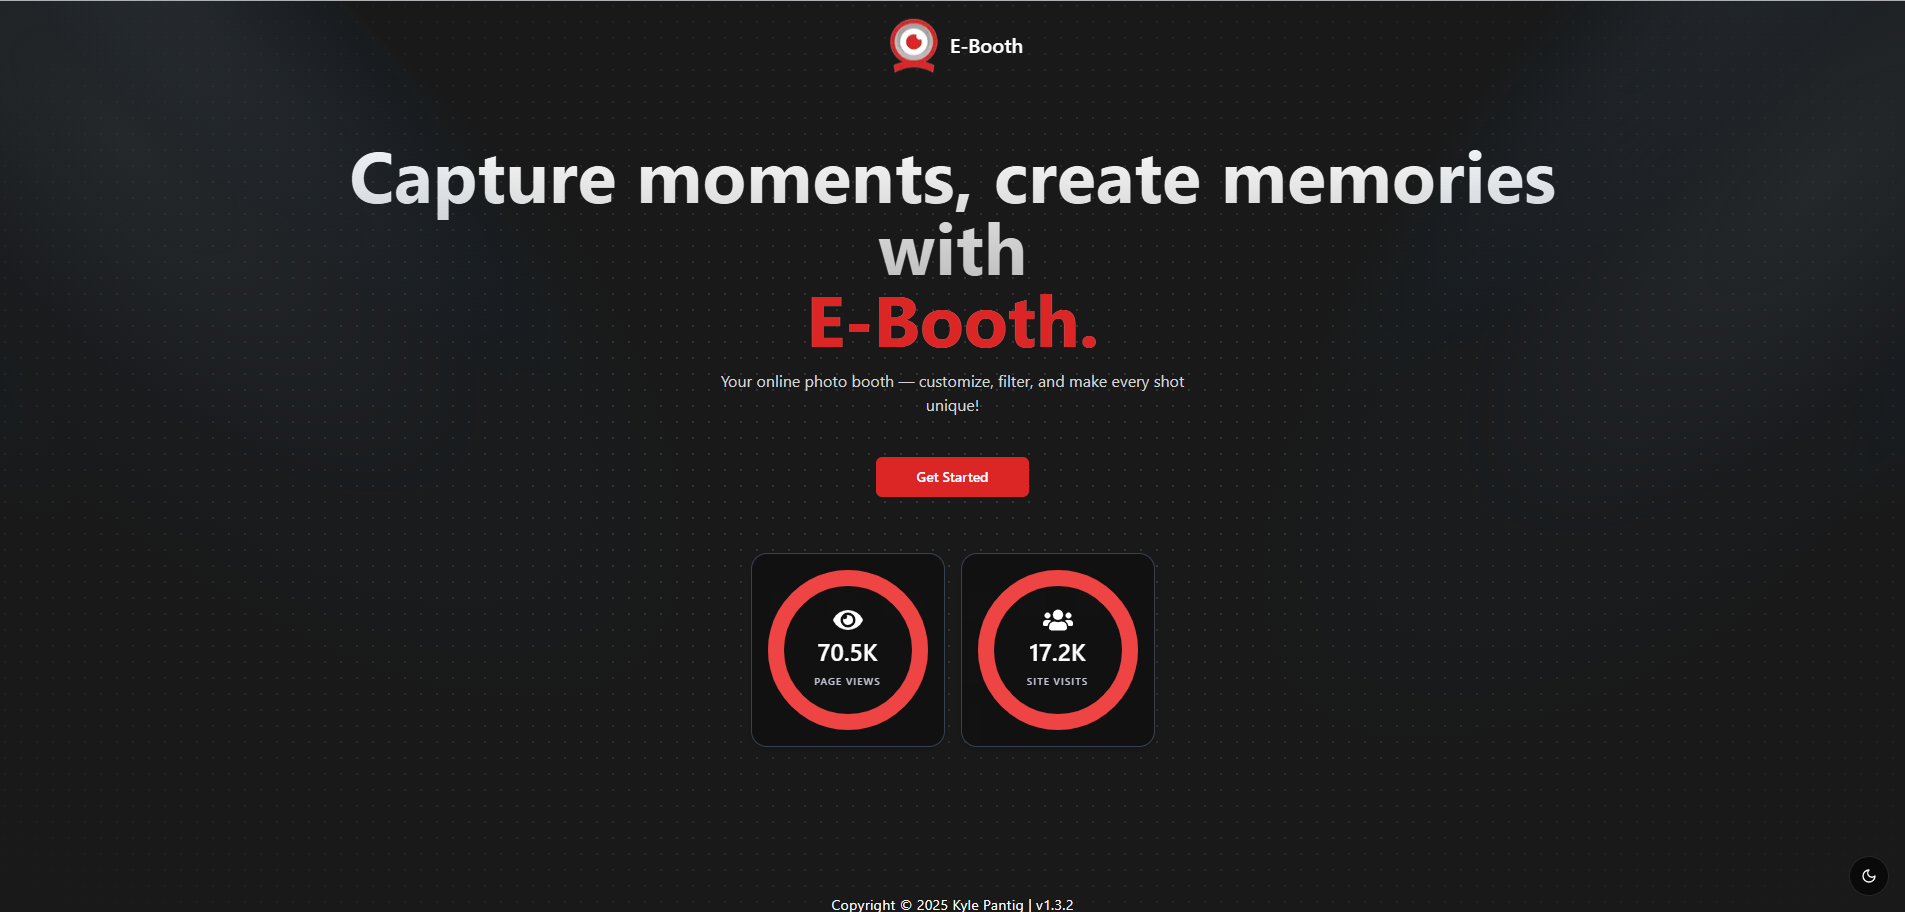 E-Booth
Capture moments, create memories
with
E-Booth.
Your online photo booth — customize, filter, and make every shot
unique!
Get Started
70.5K
PAGE VIEWS
17.2K
SITE VISITS
Copyright © 2025 Kyle Pantig | v1.3.2